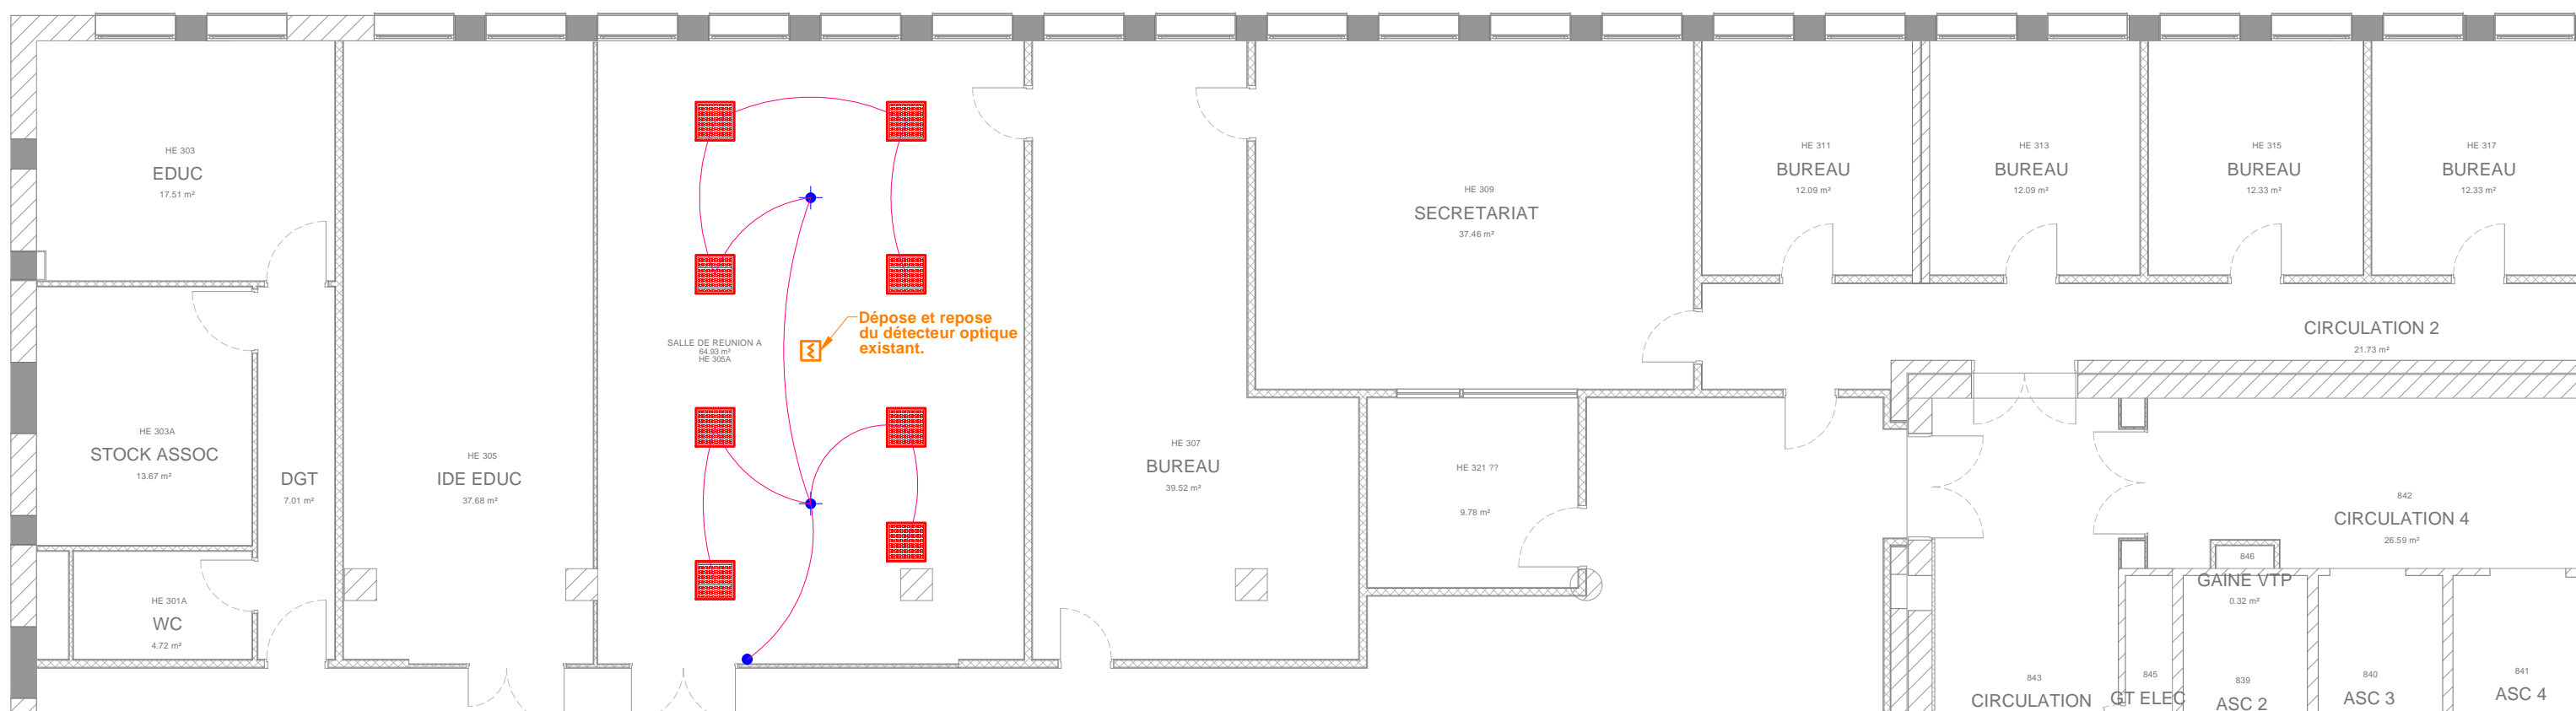 HE 303
EDUC
17.51 m²
HE 303A
STOCK ASSOC
13.67 m²
HE 301A
WC
4.72 m²
DGT
7.01 m²
HE 305
IDE EDUC
37.68 m²
SALLE DE REUNION A
64.93 m²
HE 305A
Dépose et repose
du détecteur optique
existant.
HE 307
BUREAU
39.52 m²
HE 309
SECRETARIAT
37.46 m²
HE 321 ??
9.78 m²
HE 311
BUREAU
12.09 m²
HE 313
BUREAU
12.09 m²
HE 315
BUREAU
12.33 m²
HE 317
BUREAU
12.33 m²
CIRCULATION 2
21.73 m²
842
CIRCULATION 4
26.59 m²
846
GAINE VTP
0.32 m²
843
CIRCULATION
845
GT ELEC
839
ASC 2
840
ASC 3
841
ASC 4